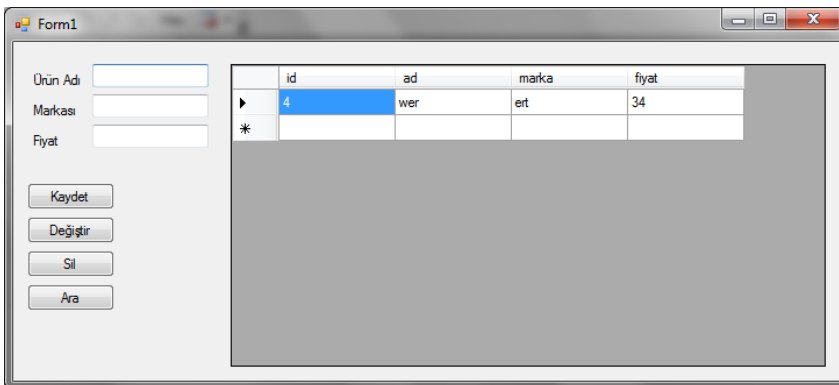 Form1
Ürün Adı
Markası
Fiyat
Kaydet
Değiştir
Sil
Ara
id ad marka fiyat
4 wer ert 34